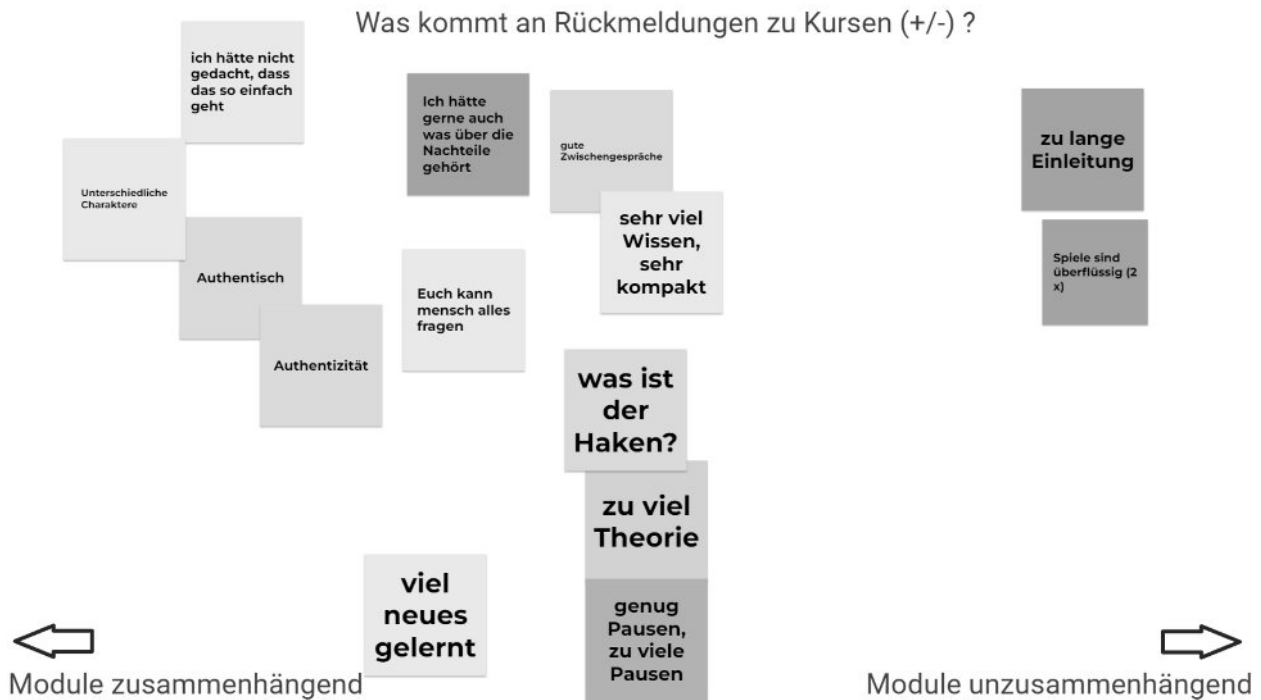 Was kommt an Rückmeldungen zu Kursen (+/-) ?
ich hätte nicht
gedacht, dass
das so einfach
geht
Unterschiedliche
Charaktere
Authentisch
Authentizität
Ich hätte
gerne auch
was über die
Nachteile
gehört
Euch kann
mensch alles
fragen
gute
Zwischengespräche
sehr viel
Wissen,
sehr
kompakt
was ist
der
Haken?
zu viel
Theorie
genug
Pausen,
zu viele
Pausen
viel
neues
gelernt
zu lange
Einleitung
Spiele sind
überflüssig (2
x)
Module zusammenhängend
Module unzusammenhängend